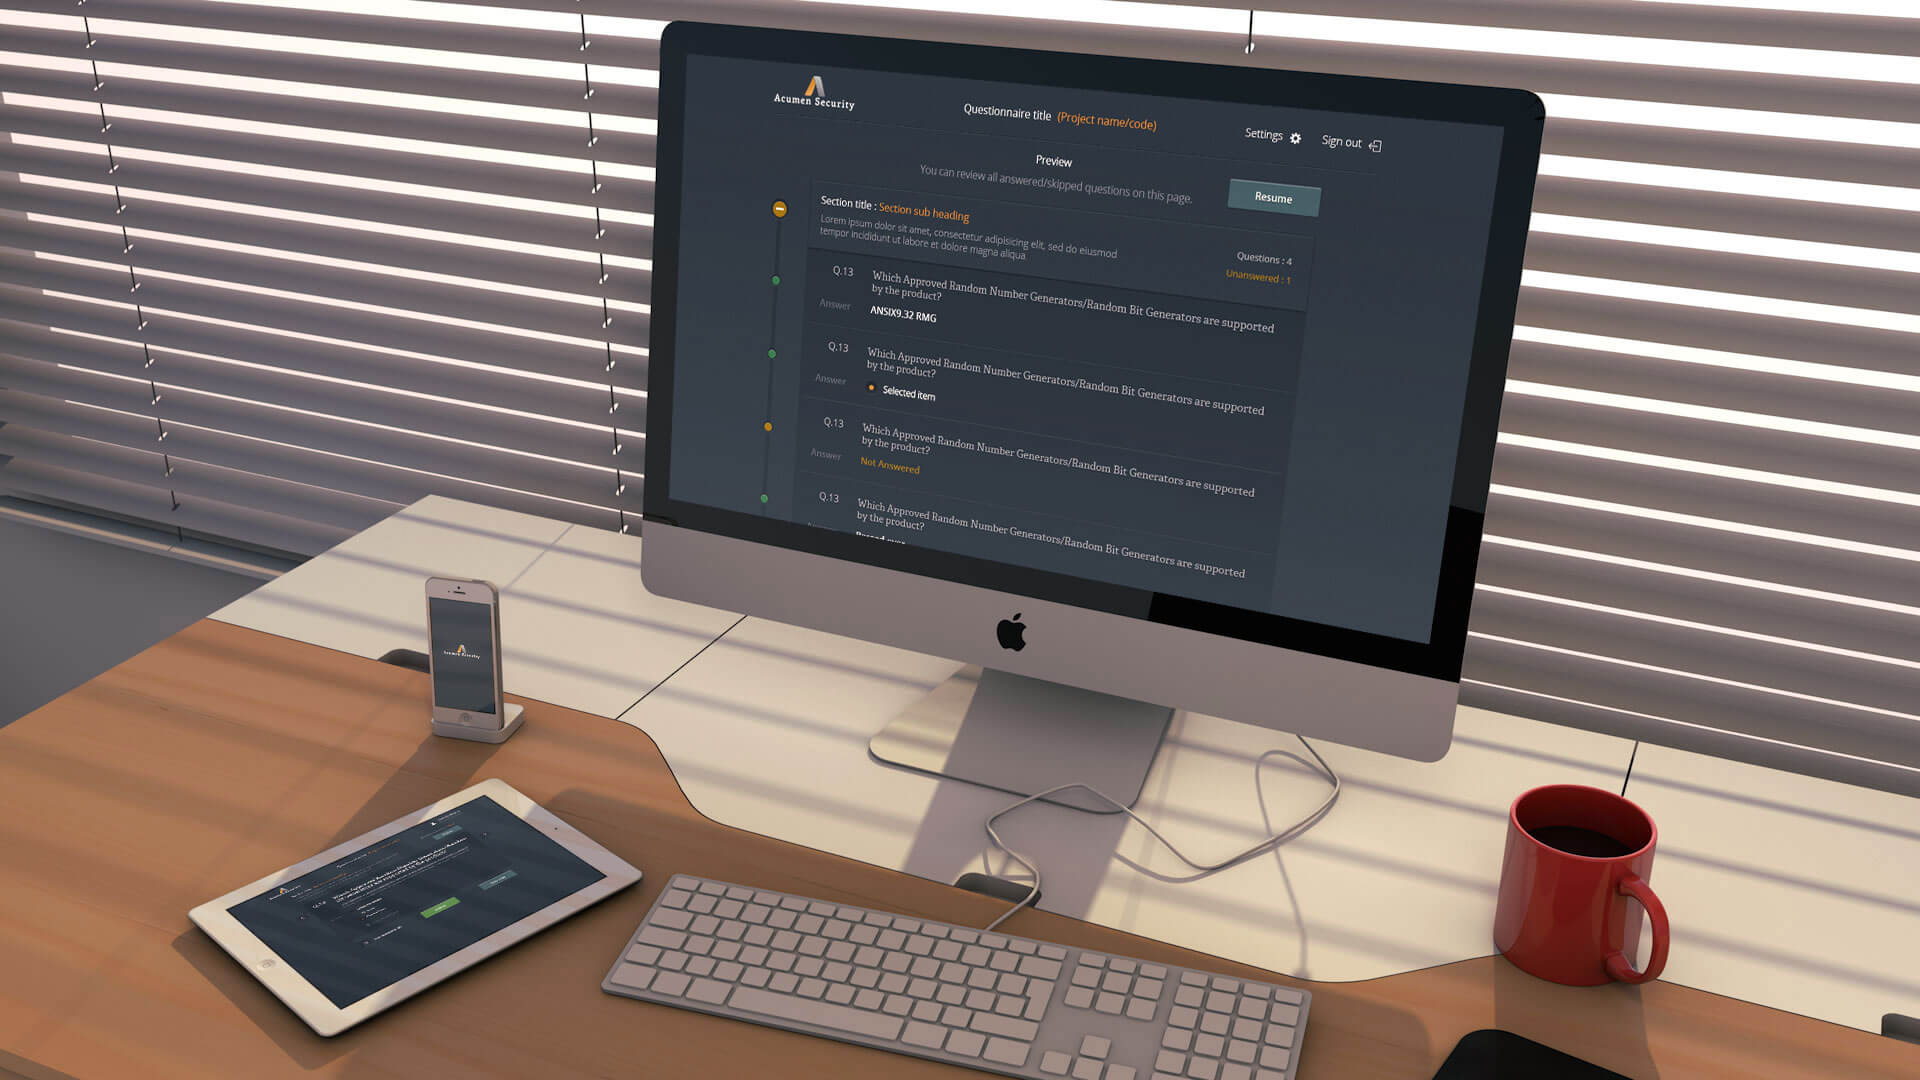 Acumen Security
Questionnaire title (Project name/code)
Settings
Sign out
Preview
You can review all answered/skipped questions on this page.
Resume
Section title : Section sub heading
Lorem ipsum dolor sit amet, consectetur adipisicing elit, sed do eiusmod
tempor incididunt ut labore et dolore magna aliqua
Questions : 4
Unanswered : 1
Q.13 Which Approved Random Number Generators/Random Bit Generators are supported
by the product?
Answer ANSIX9.32 RMG
Q.13 Which Approved Random Number Generators/Random Bit Generators are supported
by the product?
Answer Selected item
Q.13 Which Approved Random Number Generators/Random Bit Generators are supported
by the product?
Answer Not Answered
Q.13 Which Approved Random Number Generators/Random Bit Generators are supported
by the product?
Acumen Security